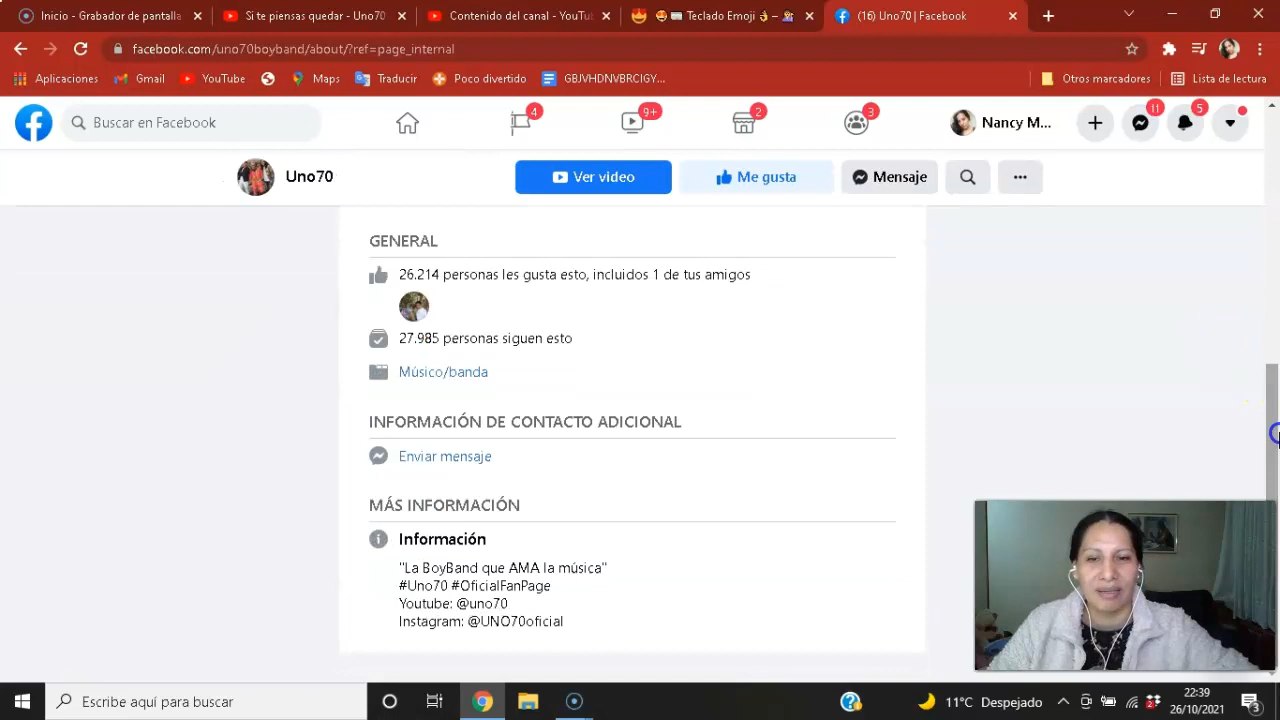 Inicio - Grabador de pantalla
Si te piensas quedar - Uno70
Contenido del canal - YouTu
Teclado Emoji
(16) Uno70 | Facebook
facebook.com/uno70boyband/about/?ref=page_internal
Aplicaciones
Gmail
YouTube
Maps
Traducir
Poco divertido
GBJVHDNVBRCIGY...
Otros marcadores
Lista de lectura
Buscar en Facebook
4
9+
2
3
Nancy M...
11
5
Uno70
Ver video
Me gusta
Mensaje
GENERAL
26.214 personas les gusta esto, incluidos 1 de tus amigos
27.985 personas siguen esto
Músico/banda
INFORMACIÓN DE CONTACTO ADICIONAL
Enviar mensaje
MÁS INFORMACIÓN
Información
"La BoyBand que AMA la música"
#Uno70 #OficialFanPage
Youtube: @uno70
Instagram: @UNO70oficial
Escribe aquí para buscar
11°C Despejado
2
22:39
26/10/2021
3